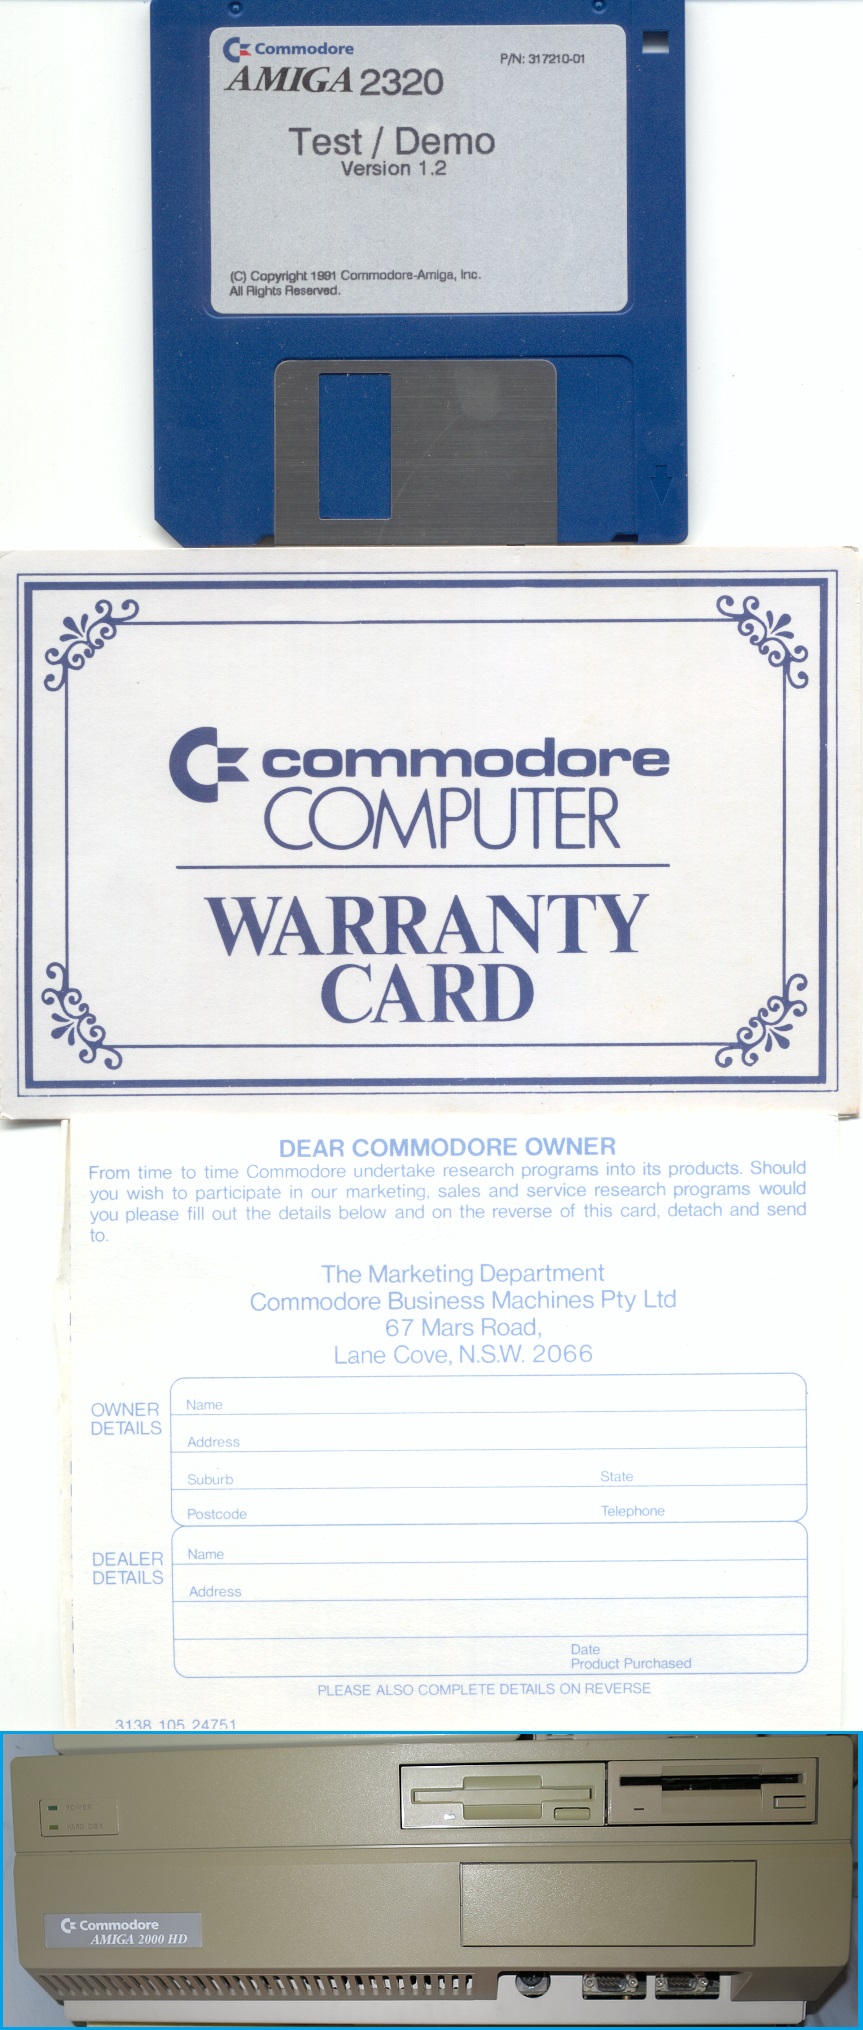 Commodore
AMIGA 2320
P/N: 317210-01
Test / Demo
Version 1.2
(C) Copyright 1991 Commodore-Amiga, Inc.
All Rights Reserved.
commodore
COMPUTER
WARRANTY
CARD
DEAR COMMODORE OWNER
From time to time Commodore undertake research programs into its products. Should
you wish to participate in our marketing, sales and service research programs would
you please fill out the details below and on the reverse of this card, detach and send
to.
The Marketing Department
Commodore Business Machines Pty Ltd
67 Mars Road,
Lane Cove, N.S.W. 2066
OWNER
DETAILS
Name
Address
Suburb
State
Postcode
Telephone
DEALER
DETAILS
Name
Address
Date
Product Purchased
PLEASE ALSO COMPLETE DETAILS ON REVERSE
3138 105 24751
POWER
HARD DISK
Commodore
AMIGA 2000 HD